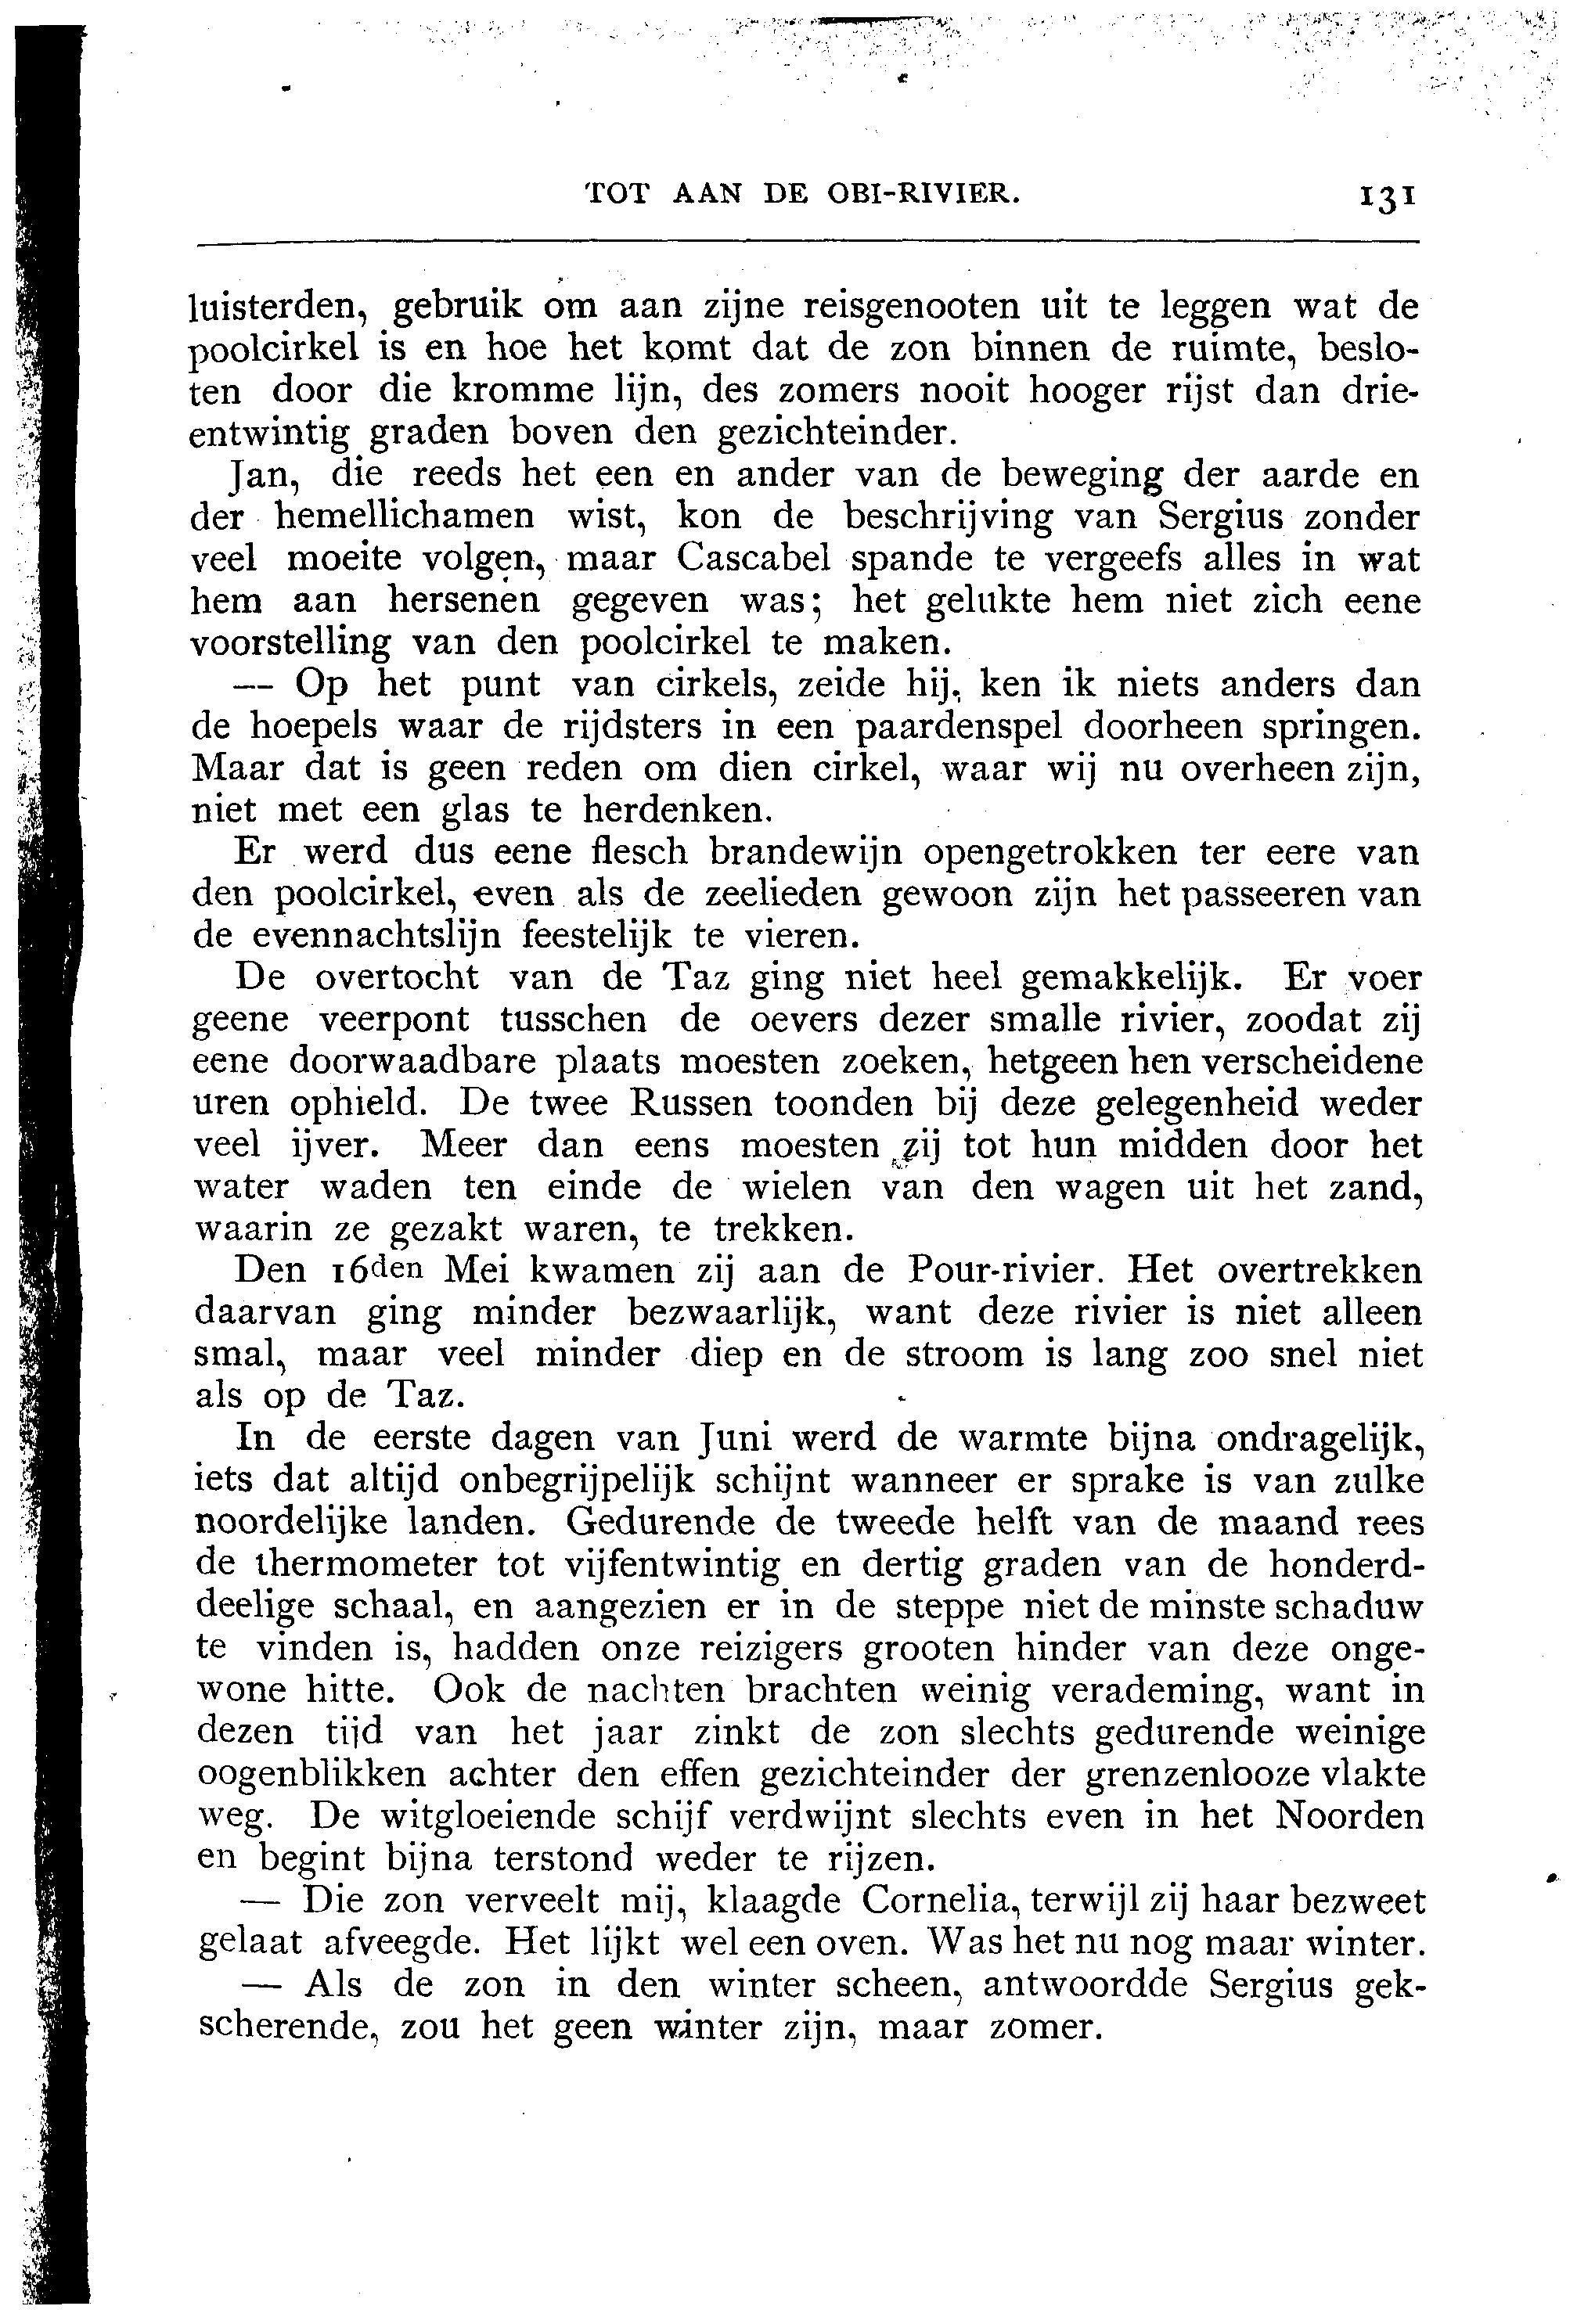 TOT AAN DE OBI-RIVIER. 131
luisterden, gebruik om aan zijne reisgenooten uit te leggen wat de
poolcirkel is en hoe het komt dat de zon binnen de ruimte, beslo-
ten door die kromme lijn, des zomers nooit hooger rijst dan drie-
entwintig graden boven den gezichteinder.
Jan, die reeds het een en ander van de beweging der aarde en
der hemellichamen wist, kon de beschrijving van Sergius zonder
veel moeite volgen, maar Cascabel spande te vergeefs alles in wat
hem aan hersenen gegeven was; het gelukte hem niet zich eene
voorstelling van den poolcirkel te maken.
— Op het punt van cirkels, zeide hij, ken ik niets anders dan
de hoepels waar de rijdsters in een paardenspel doorheen springen.
Maar dat is geen reden om dien cirkel, waar wij nu overheen zijn,
niet met een glas te herdenken.
Er werd dus eene flesch brandewijn opengetrokken ter eere van
den poolcirkel, even als de zeelieden gewoon zijn het passeeren van
de evennachtslijn feestelijk te vieren.
De overtocht van de Taz ging niet heel gemakkelijk. Er voer
geene veerpont tusschen de oevers dezer smalle rivier, zoodat zij
eene doorwaadbare plaats moesten zoeken, hetgeen hen verscheidene
uren ophield. De twee Russen toonden bij deze gelegenheid weder
veel ijver. Meer dan eens moesten zij tot hun midden door het
water waden ten einde de wielen van den wagen uit het zand,
waarin ze gezakt waren, te trekken.
Den 16den Mei kwamen zij aan de Pour-rivier. Het overtrekken
daarvan ging minder bezwaarlijk, want deze rivier is niet alleen
smal, maar veel minder diep en de stroom is lang zoo snel niet
als op de Taz.
In de eerste dagen van Juni werd de warmte bijna ondragelijk,
iets dat altijd onbegrijpelijk schijnt wanneer er sprake is van zulke
noordelijke landen. Gedurende de tweede helft van de maand rees
de thermometer tot vijfentwintig en dertig graden van de honderd-
deelige schaal, en aangezien er in de steppe niet de minste schaduw
te vinden is, hadden onze reizigers grooten hinder van deze onge-
wone hitte. Ook de nachten brachten weinig verademing, want in
dezen tijd van het jaar zinkt de zon slechts gedurende weinige
oogenblikken achter den effen gezichteinder der grenzenlooze vlakte
weg. De witgloeiende schijf verdwijnt slechts even in het Noorden
en begint bijna terstond weder te rijzen.
— Die zon verveelt mij, klaagde Cornelia, terwijl zij haar bezweet
gelaat afveegde. Het lijkt wel een oven. Was het nu nog maar winter.
— Als de zon in den winter scheen, antwoordde Sergius gek-
scherende, zou het geen winter zijn, maar zomer.